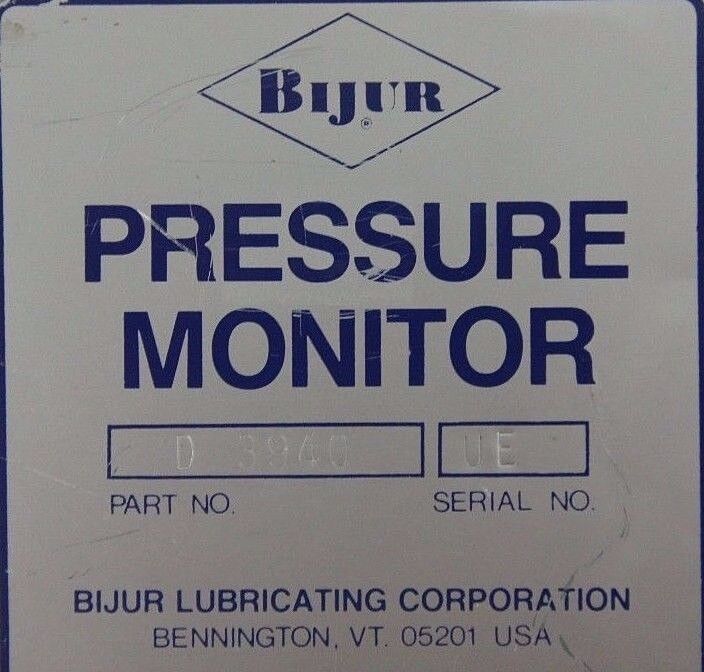 BIJUR
®
PRESSURE
MONITOR
D 3940 UE
PART NO. SERIAL NO.
BIJUR LUBRICATING CORPORATION
BENNINGTON, VT. 05201 USA